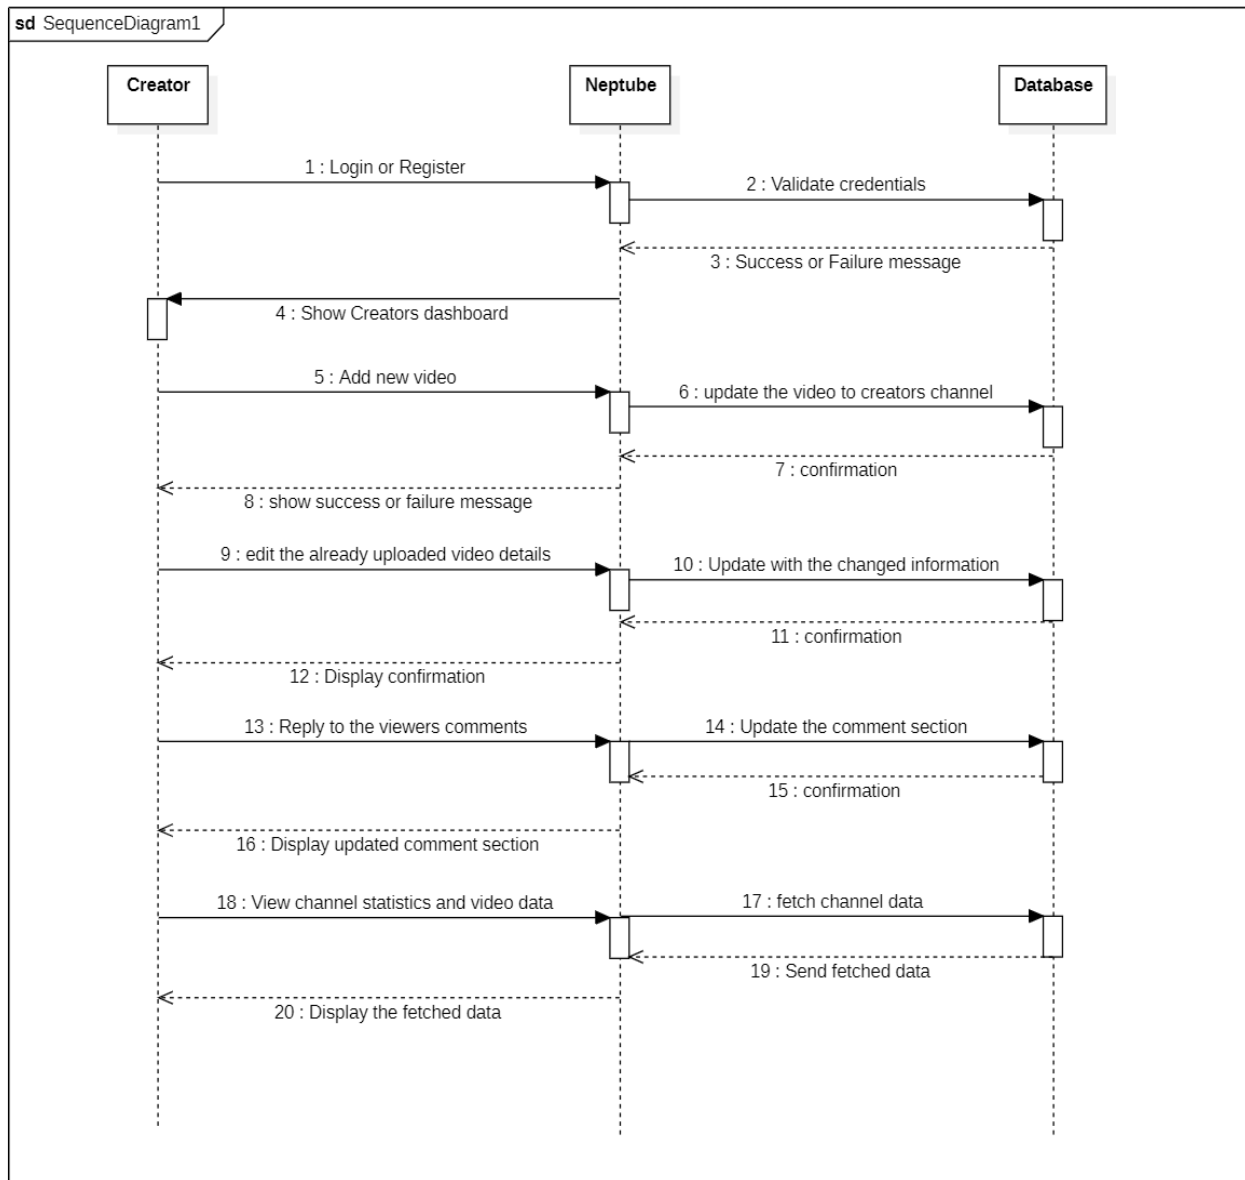 sd SequenceDiagram1
Creator
Neptube
Database
1 : Login or Register
2 : Validate credentials
3 : Success or Failure message
4 : Show Creators dashboard
5 : Add new video
6 : update the video to creators channel
7 : confirmation
8 : show success or failure message
9 : edit the already uploaded video details
10 : Update with the changed information
11 : confirmation
12 : Display confirmation
13 : Reply to the viewers comments
14 : Update the comment section
15 : confirmation
16 : Display updated comment section
18 : View channel statistics and video data
17 : fetch channel data
19 : Send fetched data
20 : Display the fetched data